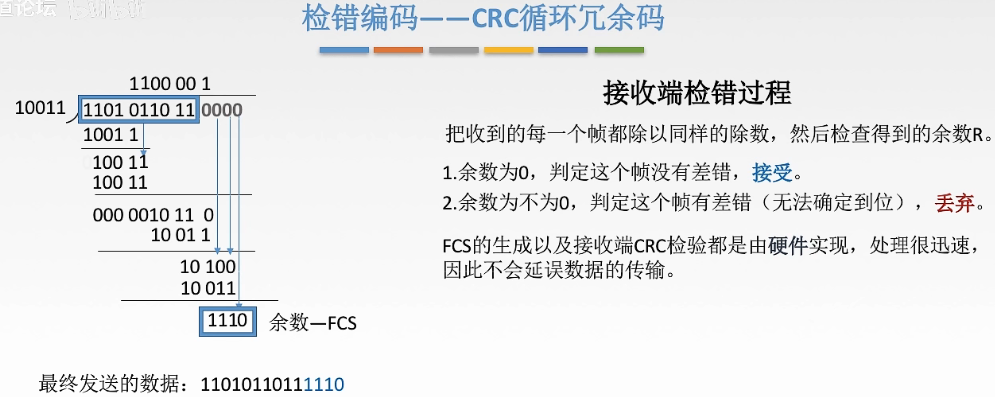 道论坛
检错编码——CRC循环冗余码
1100 00 1
10011
1101 0110 11 0000
1001 1
100 11
100 11
000 0010 11 0
10 01 1
10 100
10 011
1110 余数—FCS
最终发送的数据：11010110111110
接收端检错过程
把收到的每一个帧都除以同样的除数，然后检查得到的余数R。
1.余数为0，判定这个帧没有差错，接受。
2.余数为不为0，判定这个帧有差错（无法确定到位），丢弃。
FCS的生成以及接收端CRC检验都是由硬件实现，处理很迅速，
因此不会延误数据的传输。